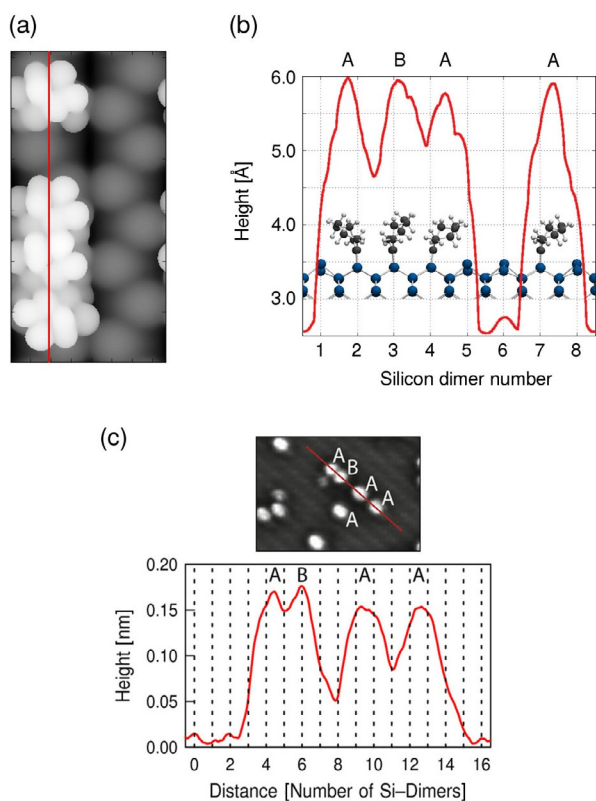 (a)
(b)
A B A A
6.0
5.0
4.0
3.0
Height [Å]
1 2 3 4 5 6 7 8
Silicon dimer number
(c)
A
B
A
A
A
A B A A
0.20
0.15
0.10
0.05
0.00
Height [nm]
0 2 4 6 8 10 12 14 16
Distance [Number of Si–Dimers]